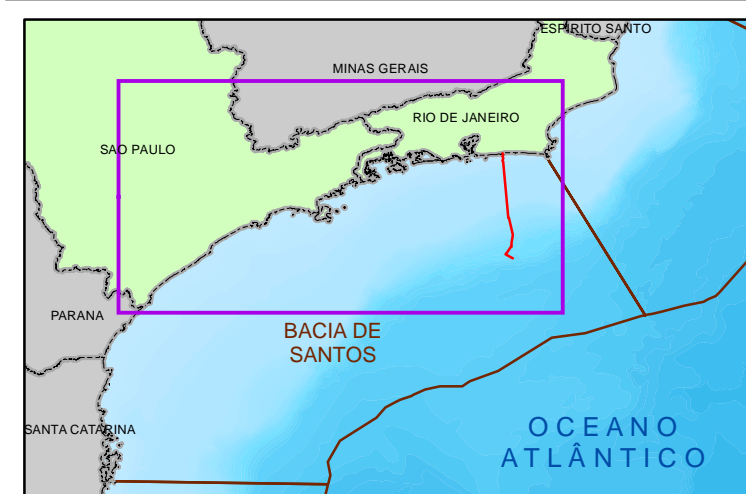 ESPIRITO SANTO
MINAS GERAIS
RIO DE JANEIRO
SAO PAULO
PARANA
BACIA DE
SANTOS
SANTA CATARINA
OCEANO
ATLÂNTICO